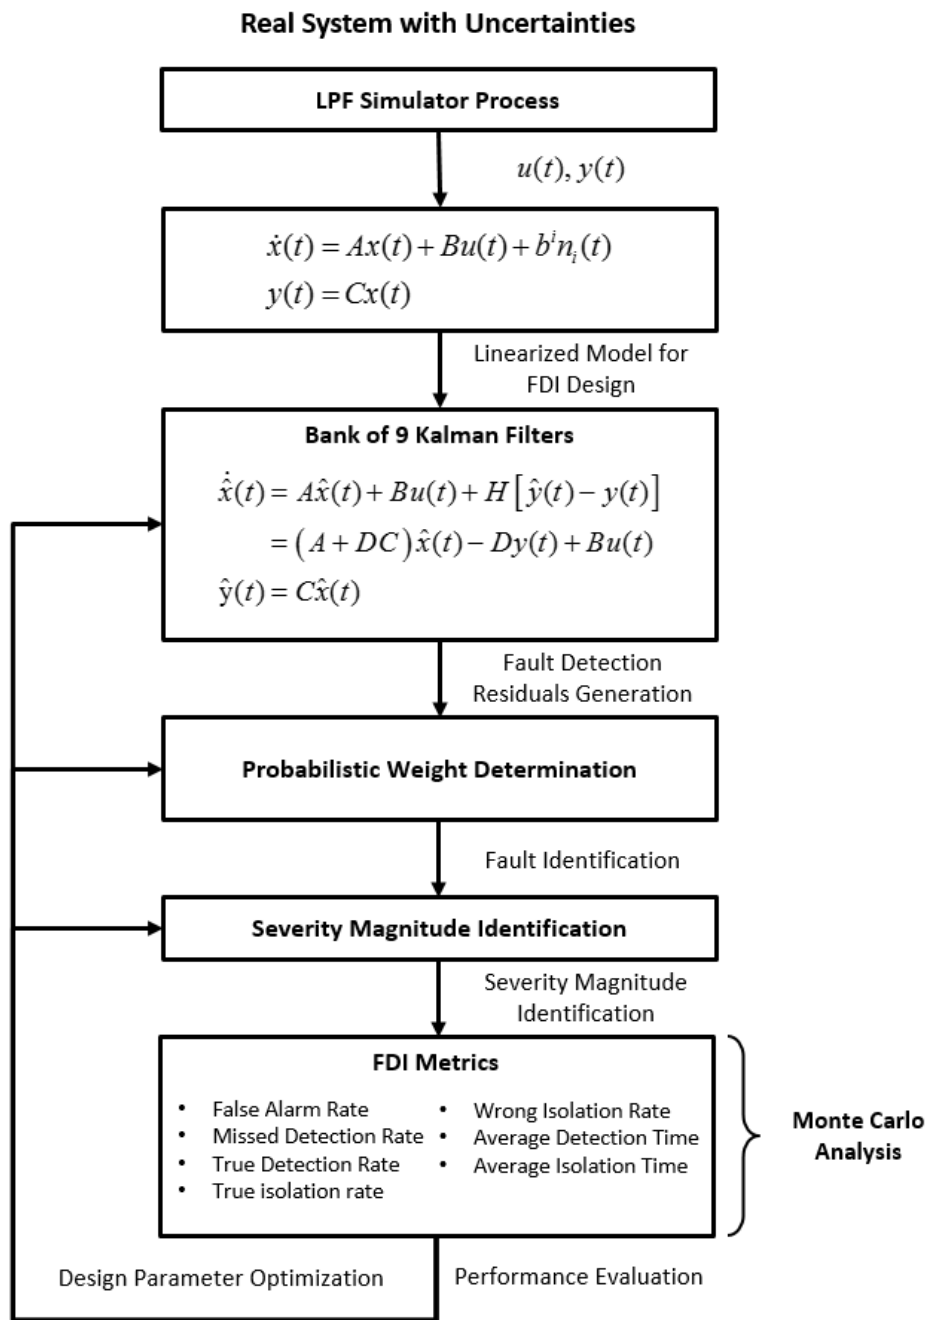 Real System with Uncertainties
LPF Simulator Process
u(t), y(t)
ẋ(t) = Ax(t) + Bu(t) + bⁱnᵢ(t)
y(t) = Cx(t)
Linearized Model for
FDI Design
Bank of 9 Kalman Filters
x̂̇(t) = Ax̂(t) + Bu(t) + H[ŷ(t) − y(t)]
= (A + DC)x̂(t) − Dy(t) + Bu(t)
ŷ(t) = Cx̂(t)
Fault Detection
Residuals Generation
Probabilistic Weight Determination
Fault Identification
Severity Magnitude Identification
Severity Magnitude
Identification
FDI Metrics
• False Alarm Rate
• Missed Detection Rate
• True Detection Rate
• True isolation rate
• Wrong Isolation Rate
• Average Detection Time
• Average Isolation Time
Monte Carlo
Analysis
Design Parameter Optimization
Performance Evaluation